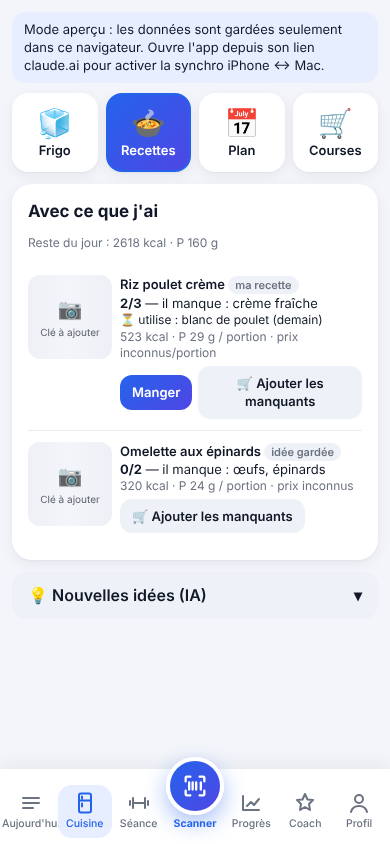 Mode aperçu : les données sont gardées seulement
dans ce navigateur. Ouvre l'app depuis son lien
claude.ai pour activer la synchro iPhone ↔ Mac.
Frigo
Recettes
Plan
Courses
Avec ce que j'ai
Reste du jour : 2618 kcal · P 160 g
Clé à ajouter
Riz poulet crème ma recette
2/3 — il manque : crème fraîche
⏳ utilise : blanc de poulet (demain)
523 kcal · P 29 g / portion · prix
inconnus/portion
Manger
🛒 Ajouter les
manquants
Clé à ajouter
Omelette aux épinards idée gardée
0/2 — il manque : œufs, épinards
320 kcal · P 24 g / portion · prix inconnus
🛒 Ajouter les manquants
💡 Nouvelles idées (IA) ▼
Aujourd'hu
Cuisine
Séance
Scanner
Progrès
Coach
Profil